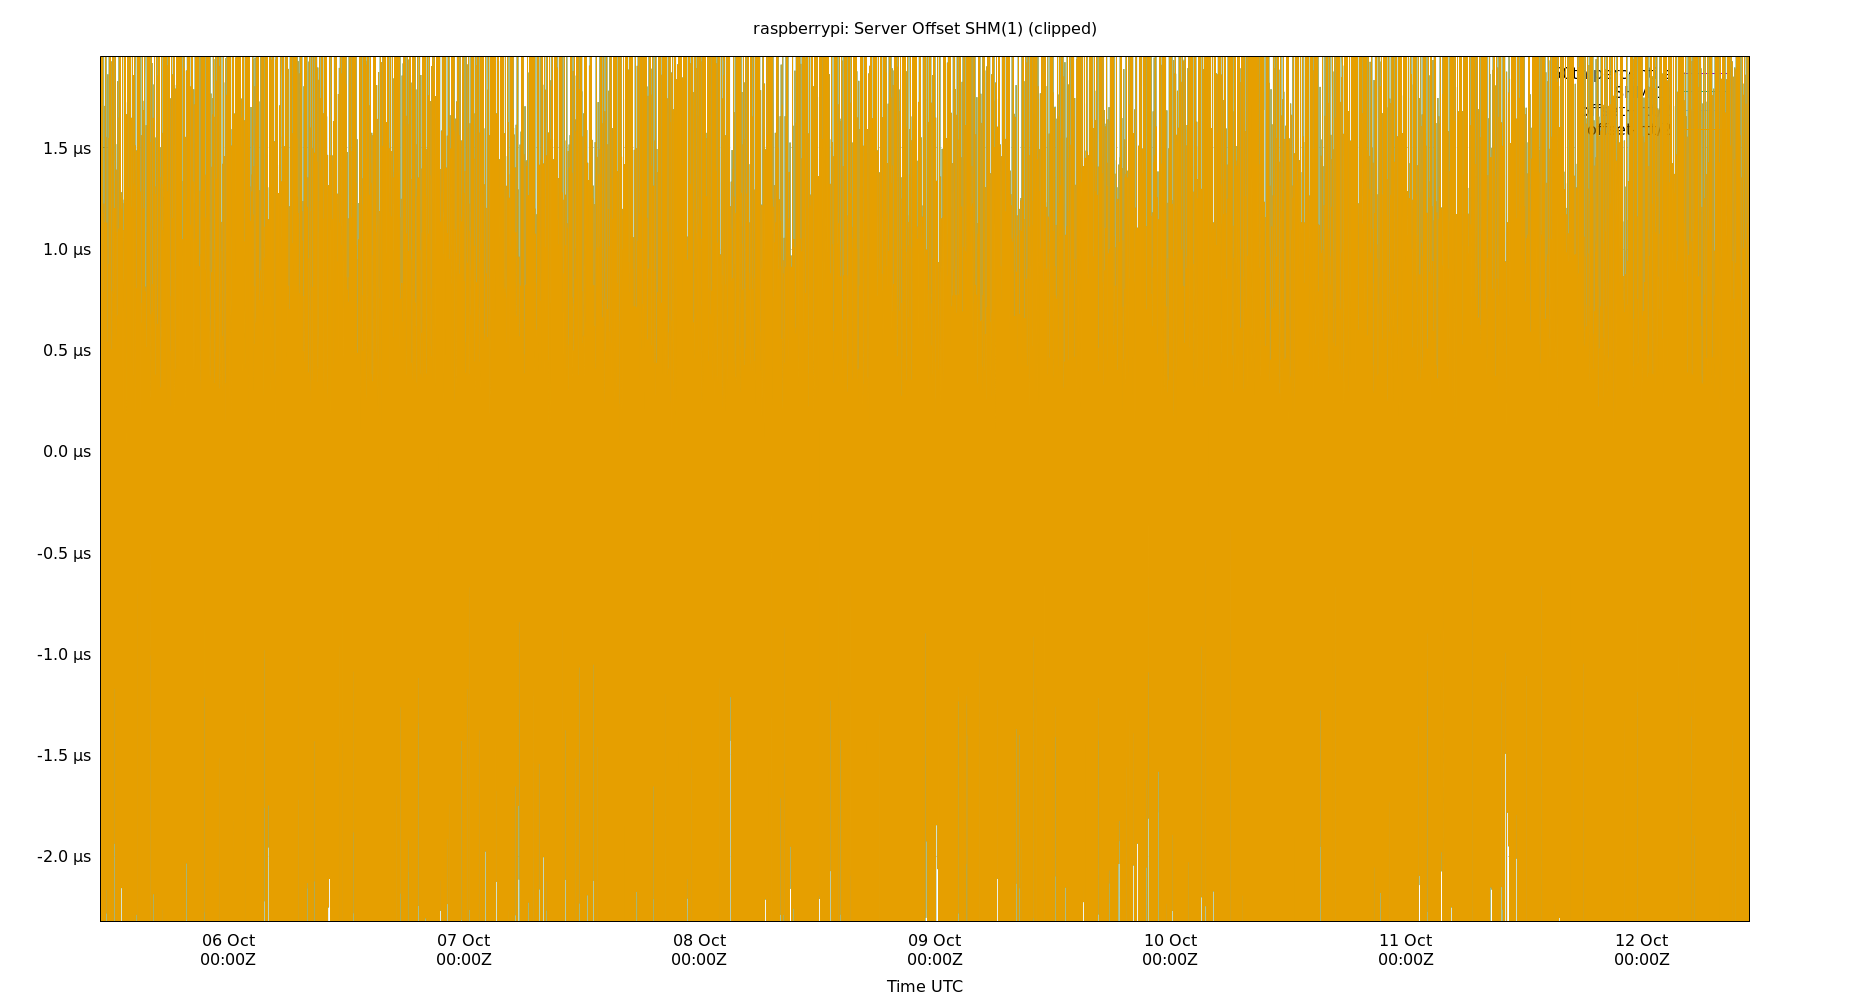 raspberrypi: Server Offset SHM(1) (clipped)
1.5 µs
1.0 µs
0.5 µs
0.0 µs
-0.5 µs
-1.0 µs
-1.5 µs
-2.0 µs
06 Oct
00:00Z
07 Oct
00:00Z
08 Oct
00:00Z
09 Oct
00:00Z
10 Oct
00:00Z
11 Oct
00:00Z
12 Oct
00:00Z
Time UTC